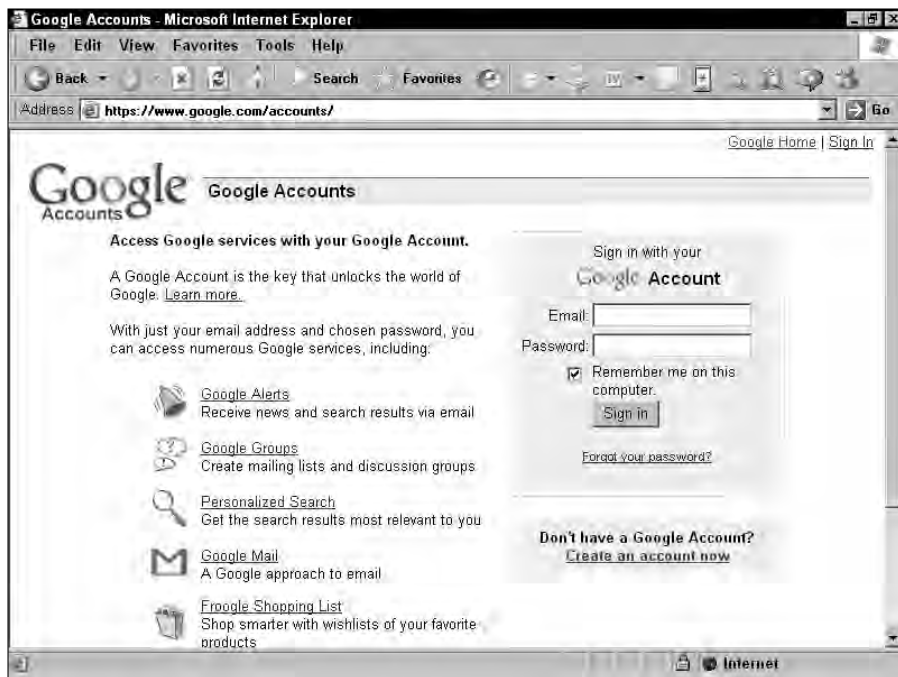 Google Accounts - Microsoft Internet Explorer
File Edit View Favorites Tools Help
Back Search Favorites
Address https://www.google.com/accounts/ Go
Google Home | Sign In
Google
Accounts
Google Accounts
Access Google services with your Google Account.
A Google Account is the key that unlocks the world of
Google. Learn more.
With just your email address and chosen password, you
can access numerous Google services, including:
Google Alerts
Receive news and search results via email
Google Groups
Create mailing lists and discussion groups
Personalized Search
Get the search results most relevant to you
Google Mail
A Google approach to email
Froogle Shopping List
Shop smarter with wishlists of your favorite
products
Sign in with your
Google Account
Email:
Password:
Remember me on this
computer.
Sign in
Forgot your password?
Don't have a Google Account?
Create an account now
Internet